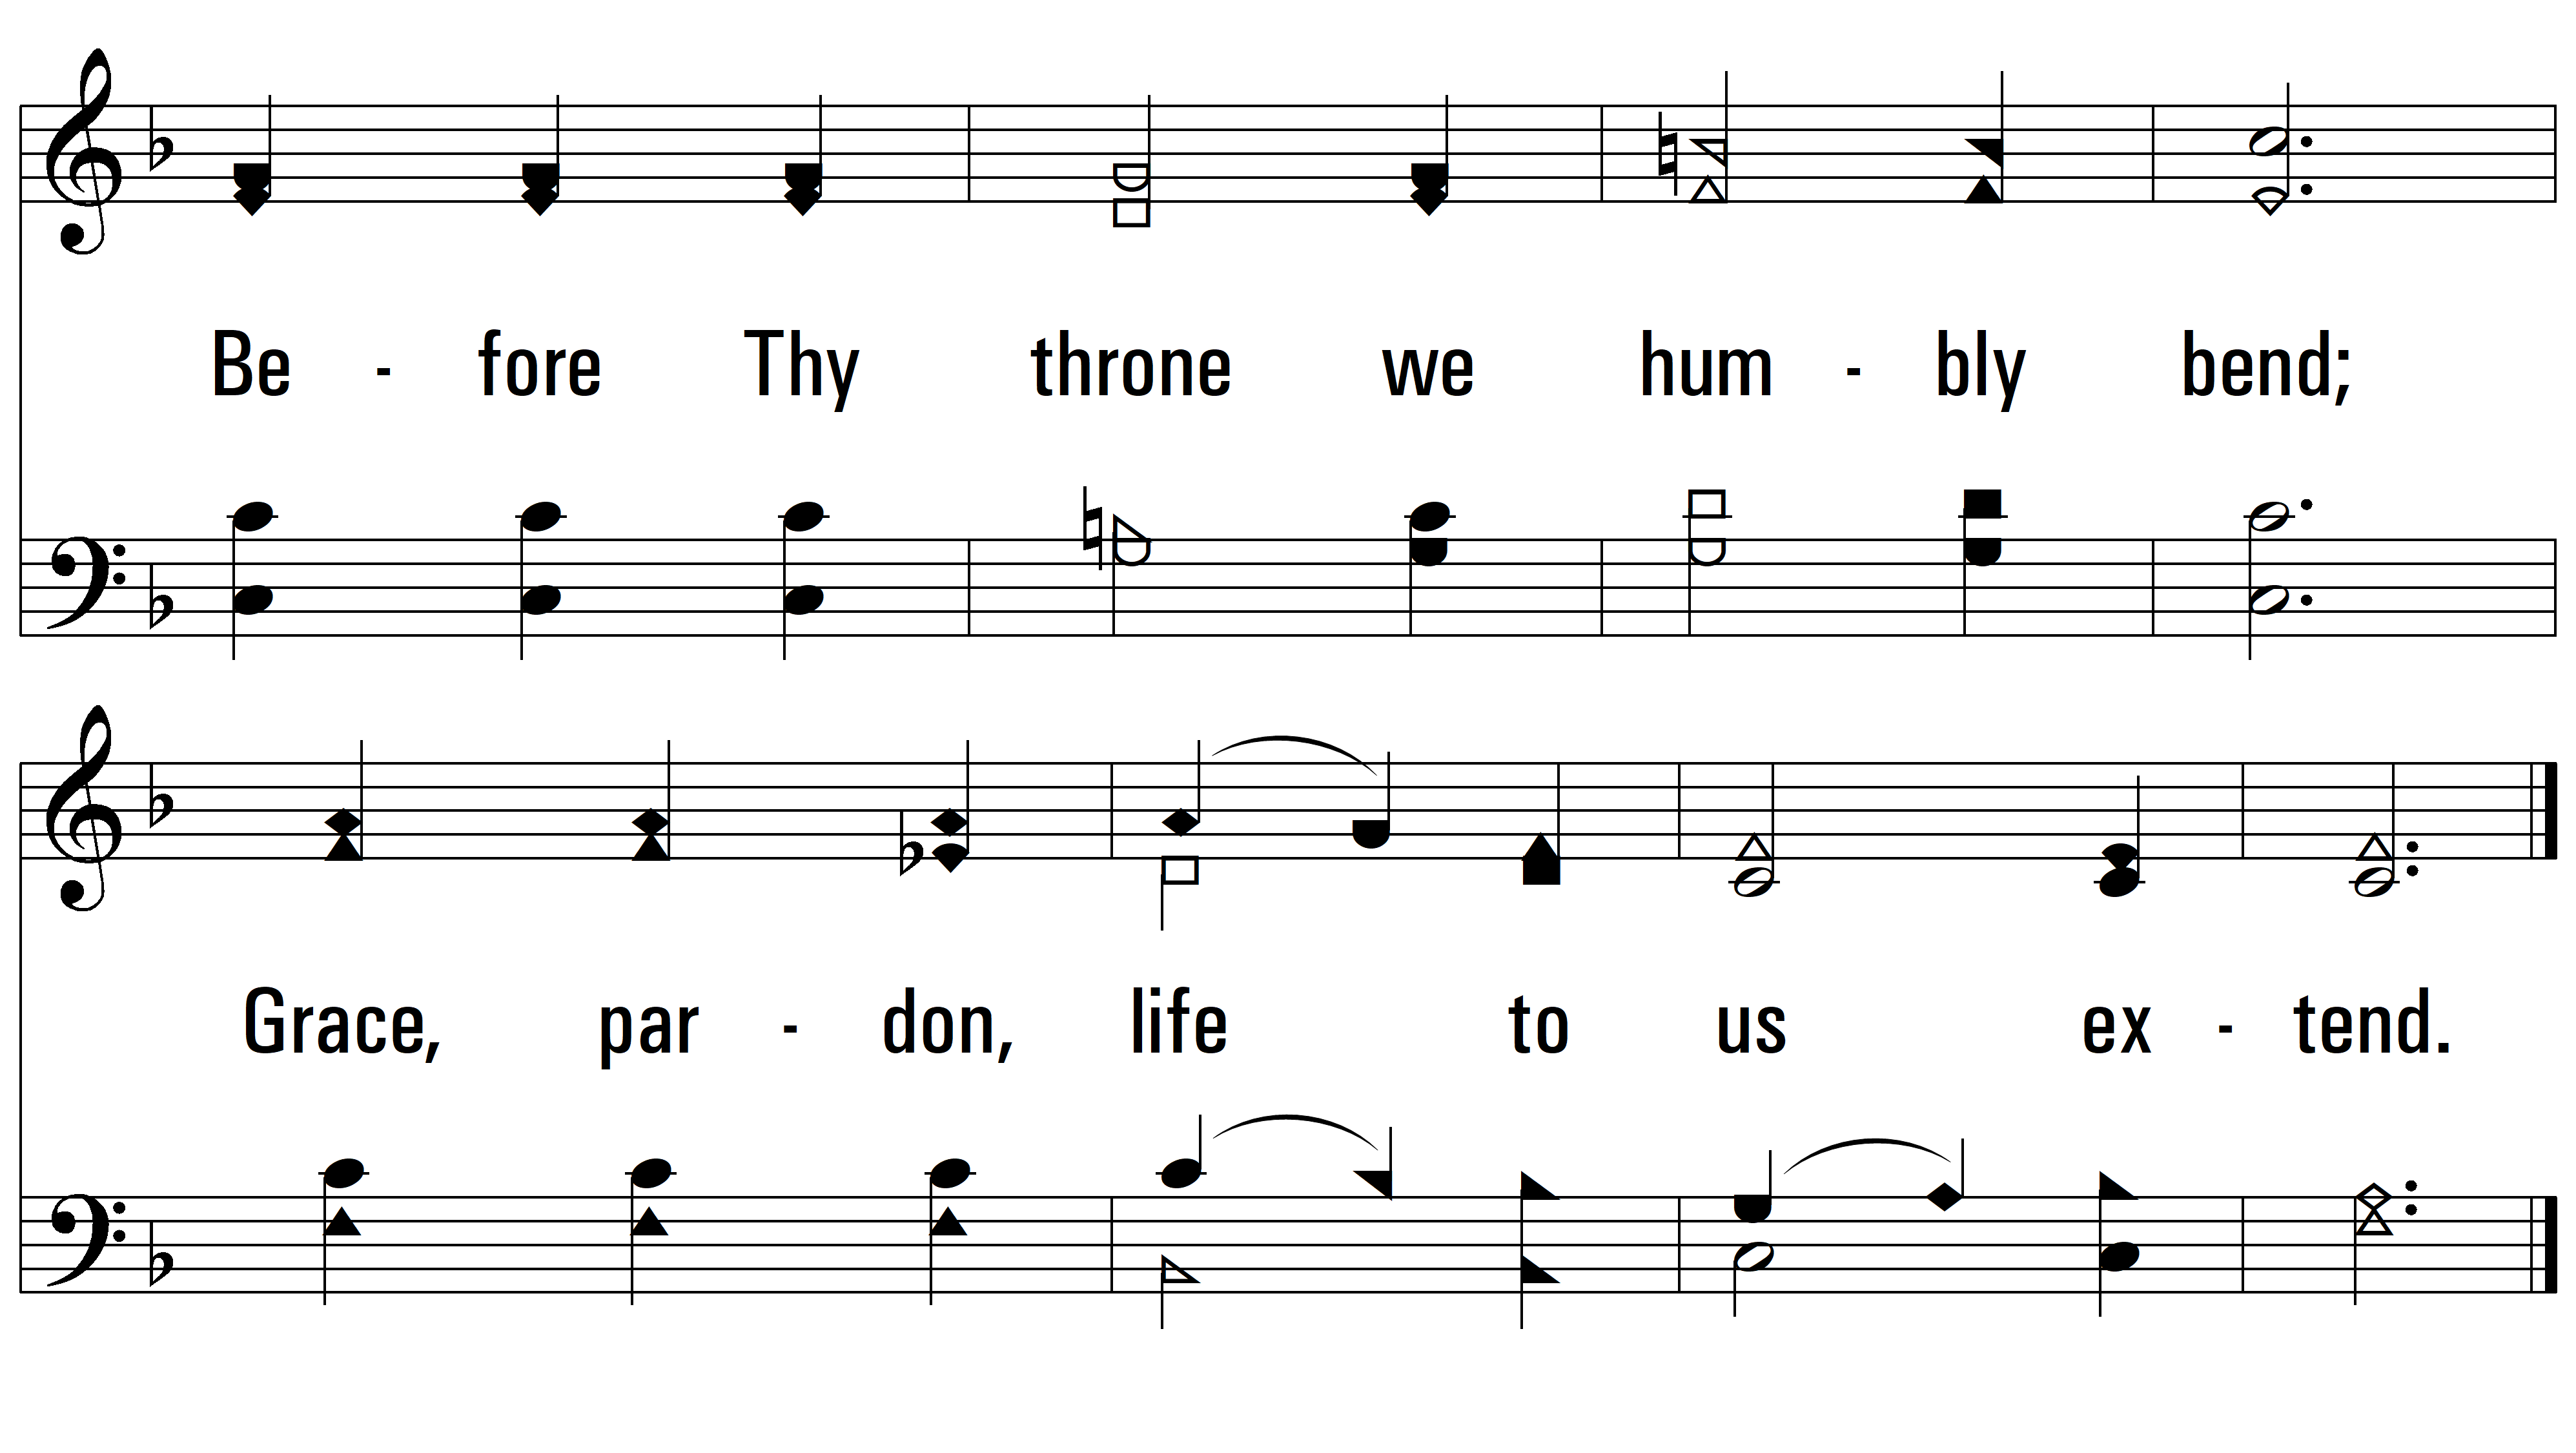 Be - fore Thy throne we hum - bly bend;
Grace, par - don, life to us ex - tend.